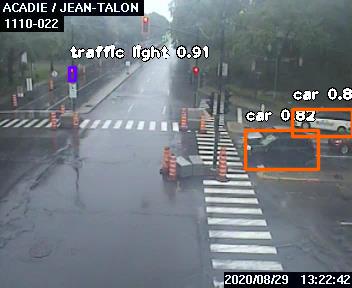 ACADIE / JEAN-TALON
1110-022
traffic light 0.91
car 0.8
car 0.82
2020/08/29 13:22:42